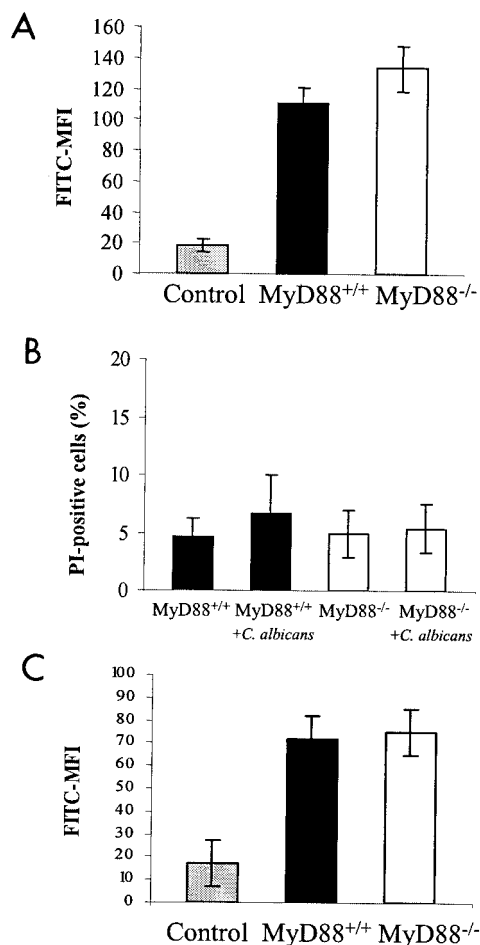 A
FITC-MFI
160
140
120
100
80
60
40
20
0
Control MyD88+/+ MyD88-/-
B
PI-positive cells (%)
20
15
10
5
0
MyD88+/+ MyD88+/+ MyD88-/- MyD88-/-
+C. albicans +C. albicans
C
FITC-MFI
100
90
80
70
60
50
40
30
20
10
0
Control MyD88+/+ MyD88-/-